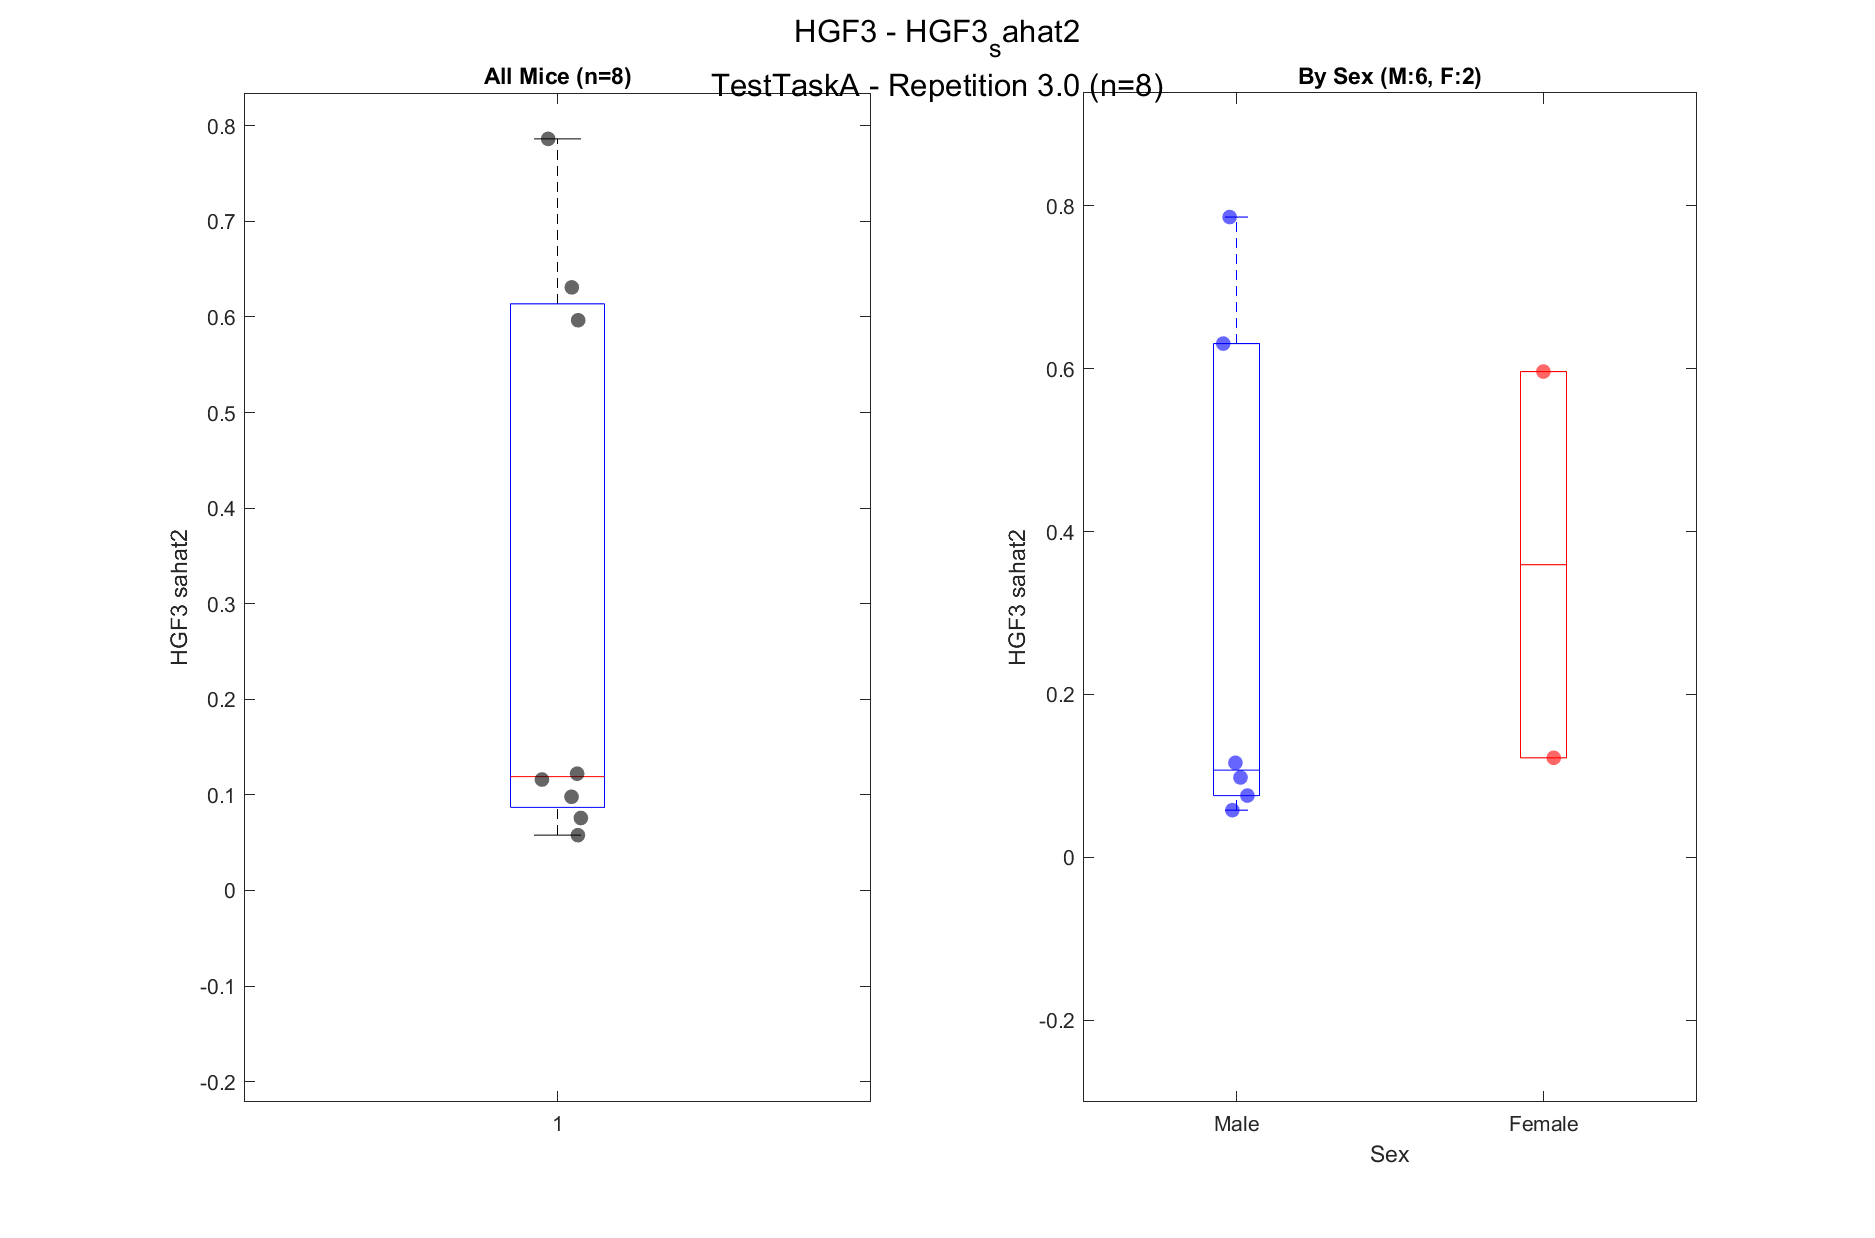 HGF3 - HGF3sahat2
TestTaskA - Repetition 3.0 (n=8)
All Mice (n=8)
0.8
0.7
0.6
0.5
0.4
0.3
0.2
0.1
0
-0.1
-0.2
HGF3 sahat2
1
By Sex (M:6, F:2)
0.8
0.6
0.4
0.2
0
-0.2
HGF3 sahat2
Male Female
Sex